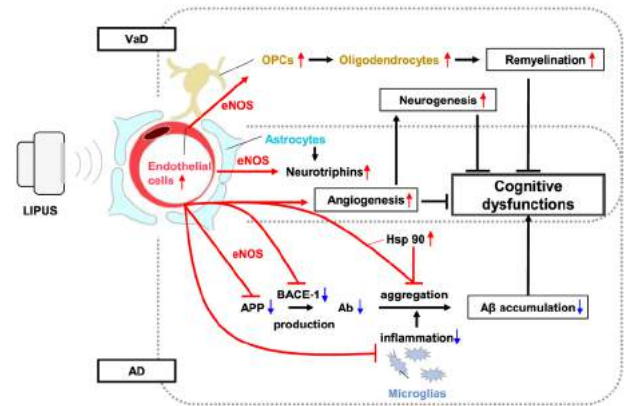 VaD
OPCs ↑ → Oligodendrocytes ↑ → Remyelination ↑
eNOS
Neurogenesis ↑
Astrocytes
eNOS
Endothelial
cells ↑
Neurotriphins ↑
LIPUS
Angiogenesis ↑
Cognitive
dysfunctions
Hsp 90 ↑
eNOS
BACE-1 ↓
aggregation
APP ↓
Ab ↓
Aβ accumulation ↓
production
inflammation ↓
AD
Microglias